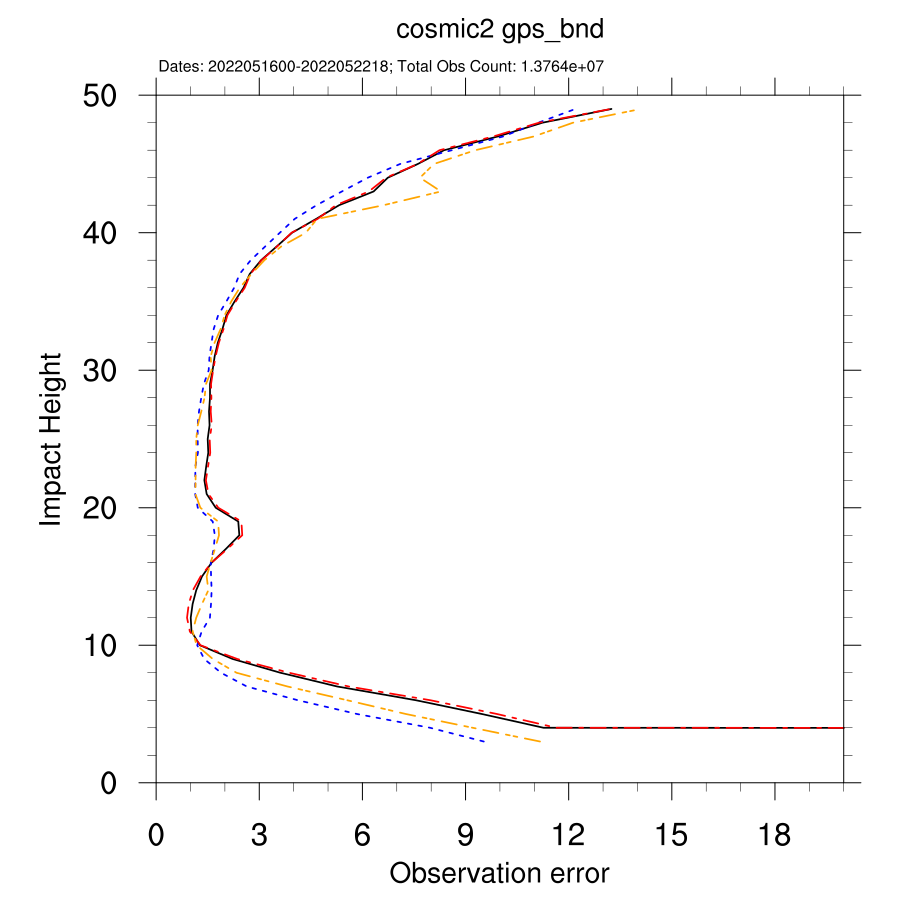 cosmic2 gps_bnd
Dates: 2022051600-2022052218; Total Obs Count: 1.3764e+07
50
40
30
20
10
0
Impact Height
0 3 6 9 12 15 18
Observation error